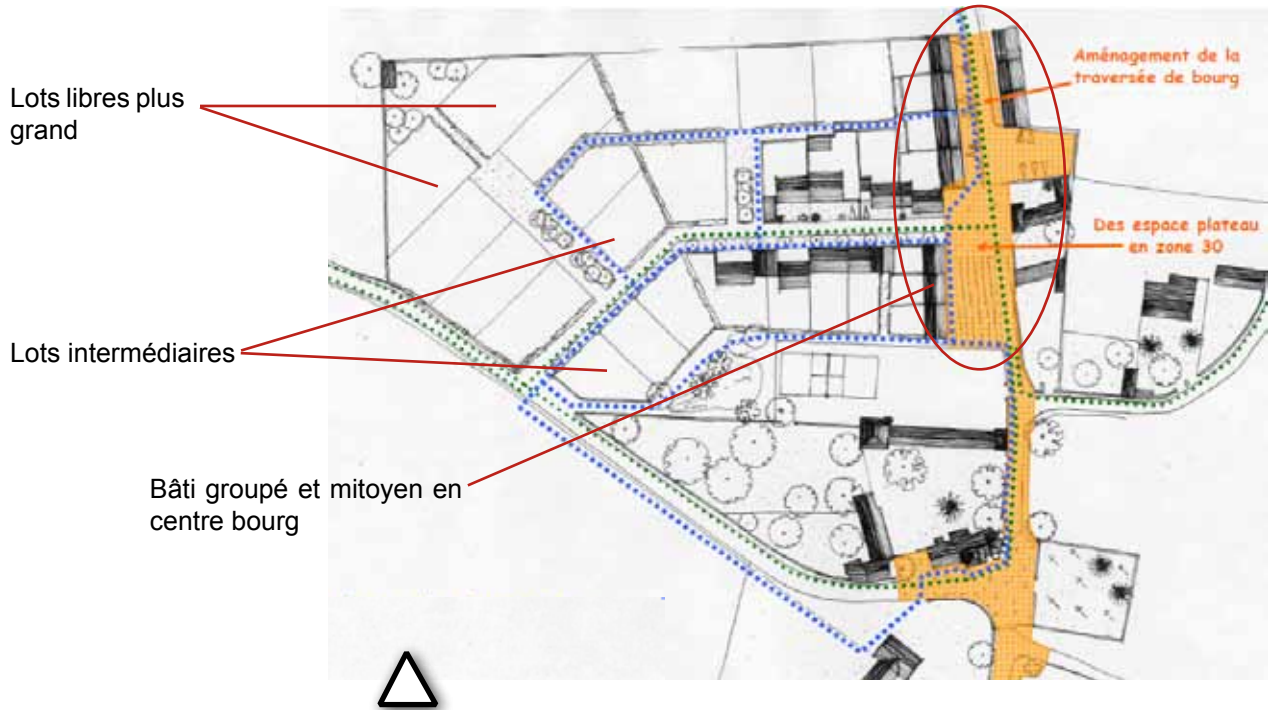 Lots libres plus
grand
Aménagement de la
traversée de bourg
Des espace plateau
en zone 30
Lots intermédiaires
Bâti groupé et mitoyen en
centre bourg